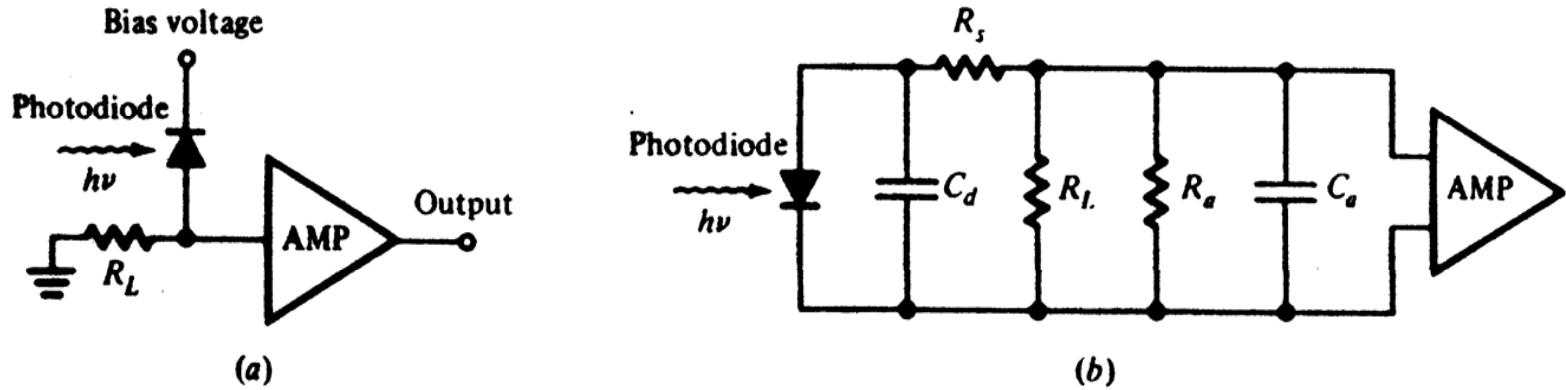 Bias voltage
Photodiode
hν
R_L
AMP
Output
(a)
R_s
Photodiode
hν
C_d
R_L
R_a
C_a
AMP
(b)